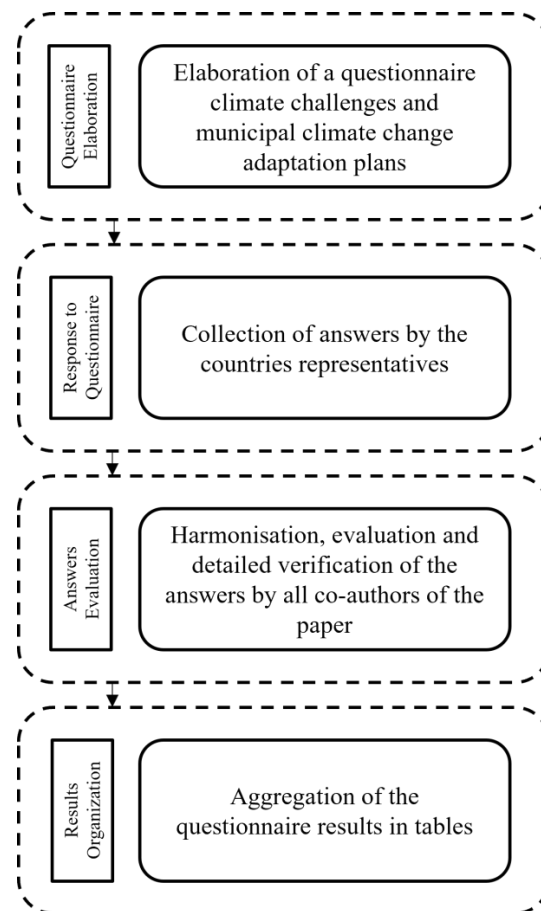 Questionnaire
Elaboration
Elaboration of a questionnaire
climate challenges and
municipal climate change
adaptation plans
Response to
Questionnaire
Collection of answers by the
countries representatives
Answers
Evaluation
Harmonisation, evaluation and
detailed verification of the
answers by all co-authors of the
paper
Results
Organization
Aggregation of the
questionnaire results in tables